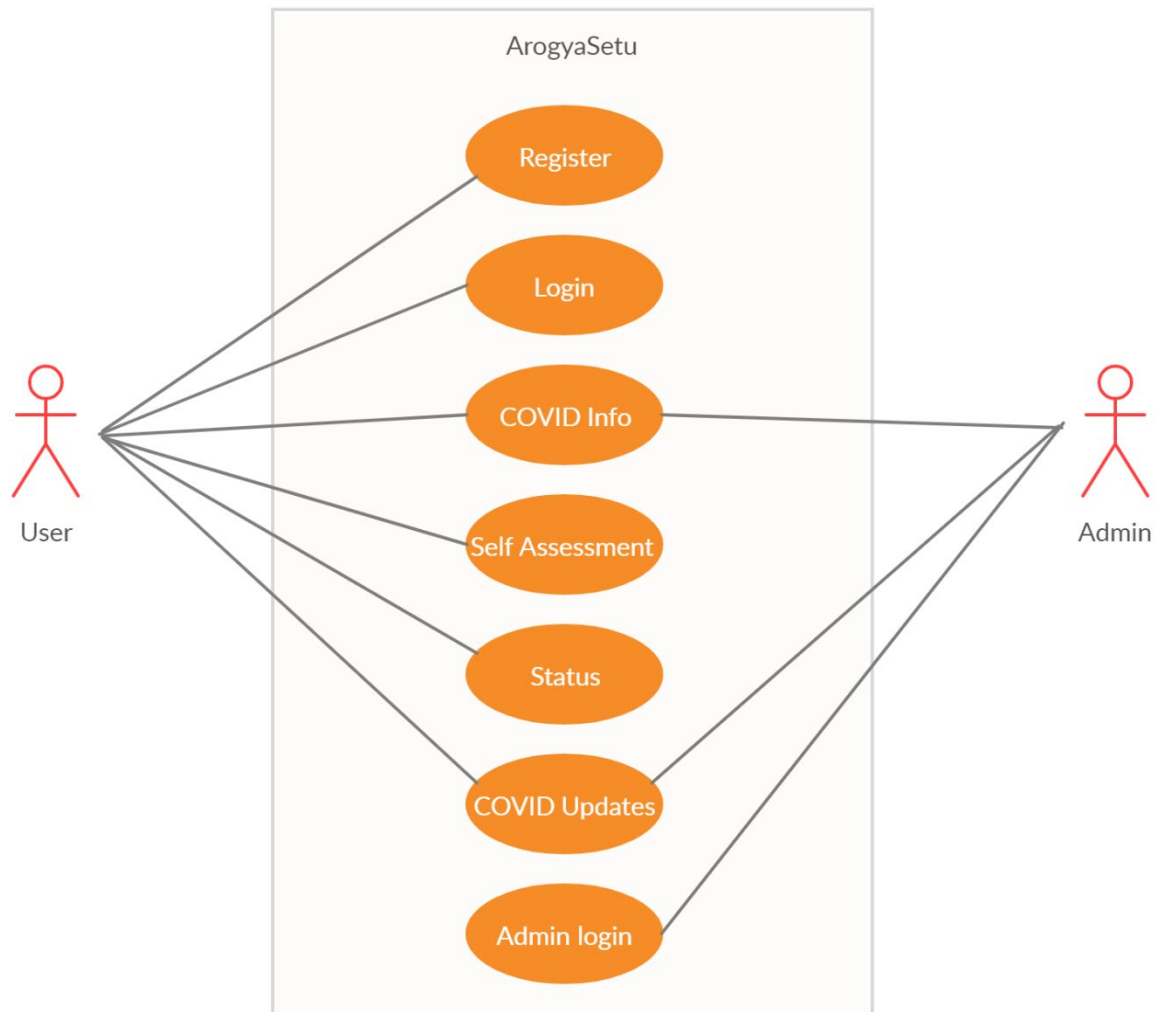 ArogyaSetu
Register
Login
COVID Info
Self Assessment
User
Admin
Status
COVID Updates
Admin login